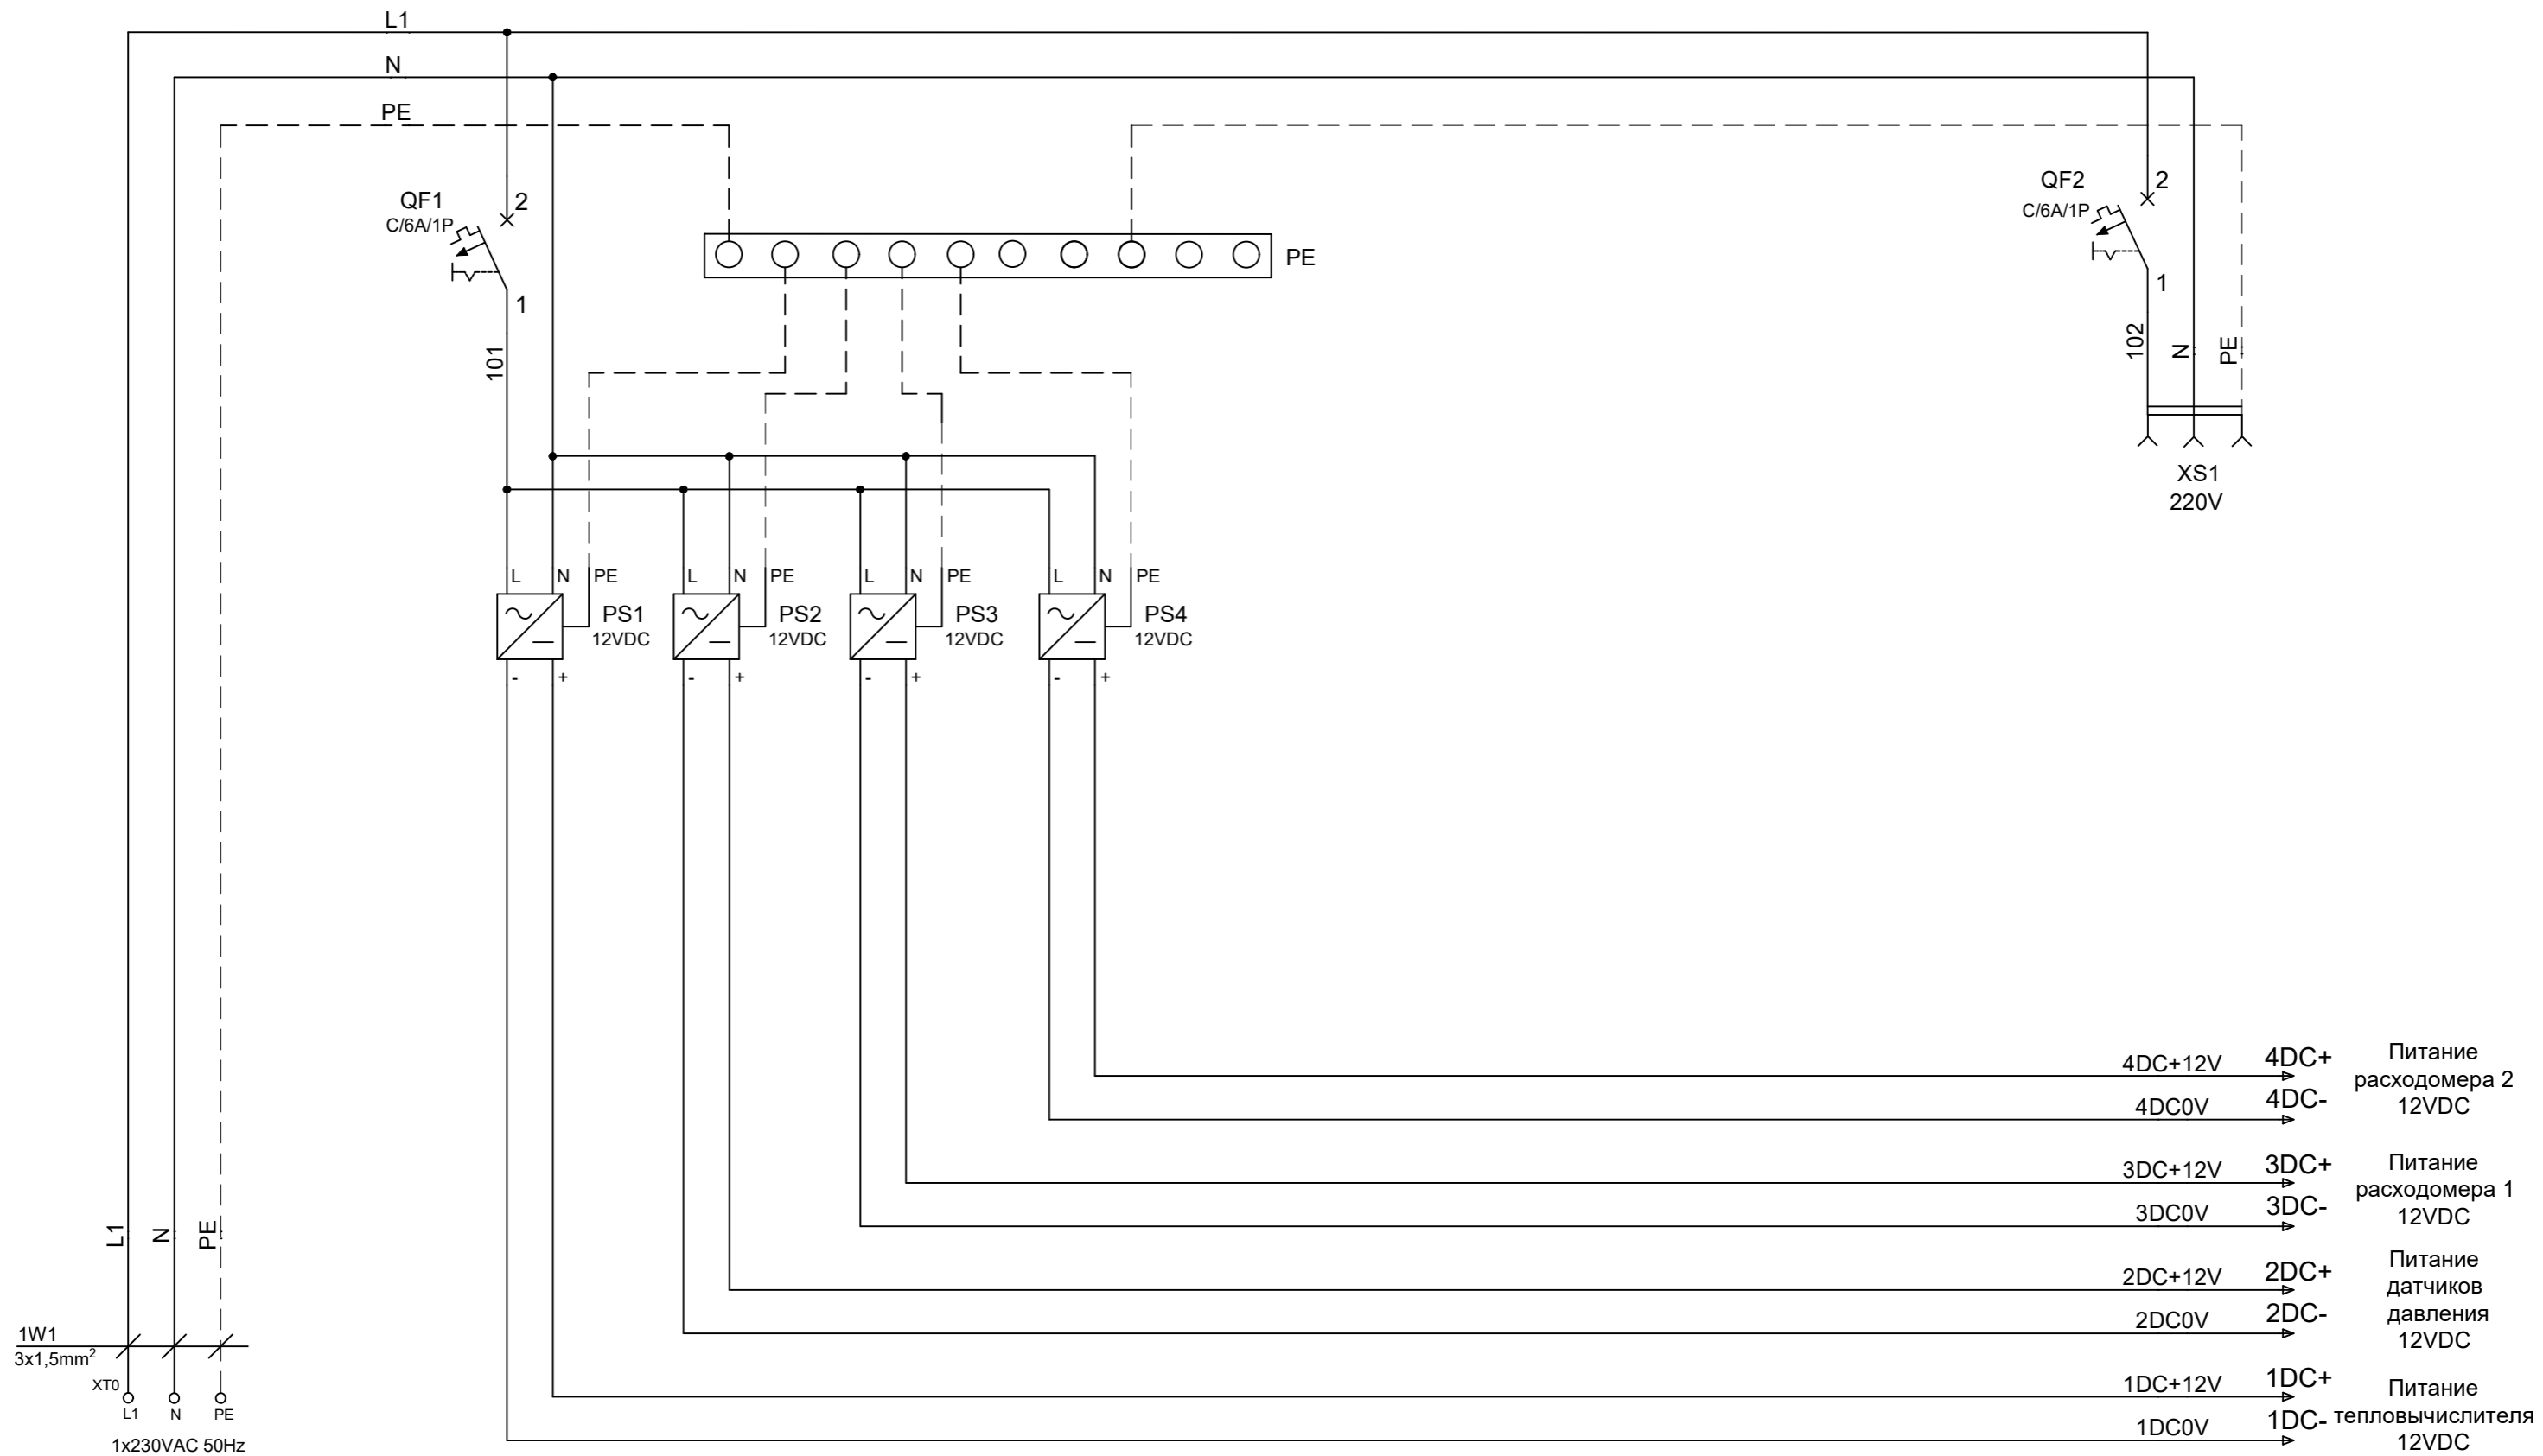 L1
N
PE
QF1
C/6A/1P
2
1
101
PE
QF2
C/6A/1P
2
1
102
N
PE
XS1
220V
L N PE
PS1
12VDC
- +
L N PE
PS2
12VDC
- +
L N PE
PS3
12VDC
- +
L N PE
PS4
12VDC
- +
4DC+12V 4DC+
4DC0V 4DC-
Питание
расходомера 2
12VDC
3DC+12V 3DC+
3DC0V 3DC-
Питание
расходомера 1
12VDC
2DC+12V 2DC+
2DC0V 2DC-
Питание
датчиков
давления
12VDC
1DC+12V 1DC+
1DC0V 1DC-
Питание
тепловычислителя
12VDC
L1
N
PE
1W1
3x1,5mm²
XT0
L1 N PE
1x230VAC 50Hz